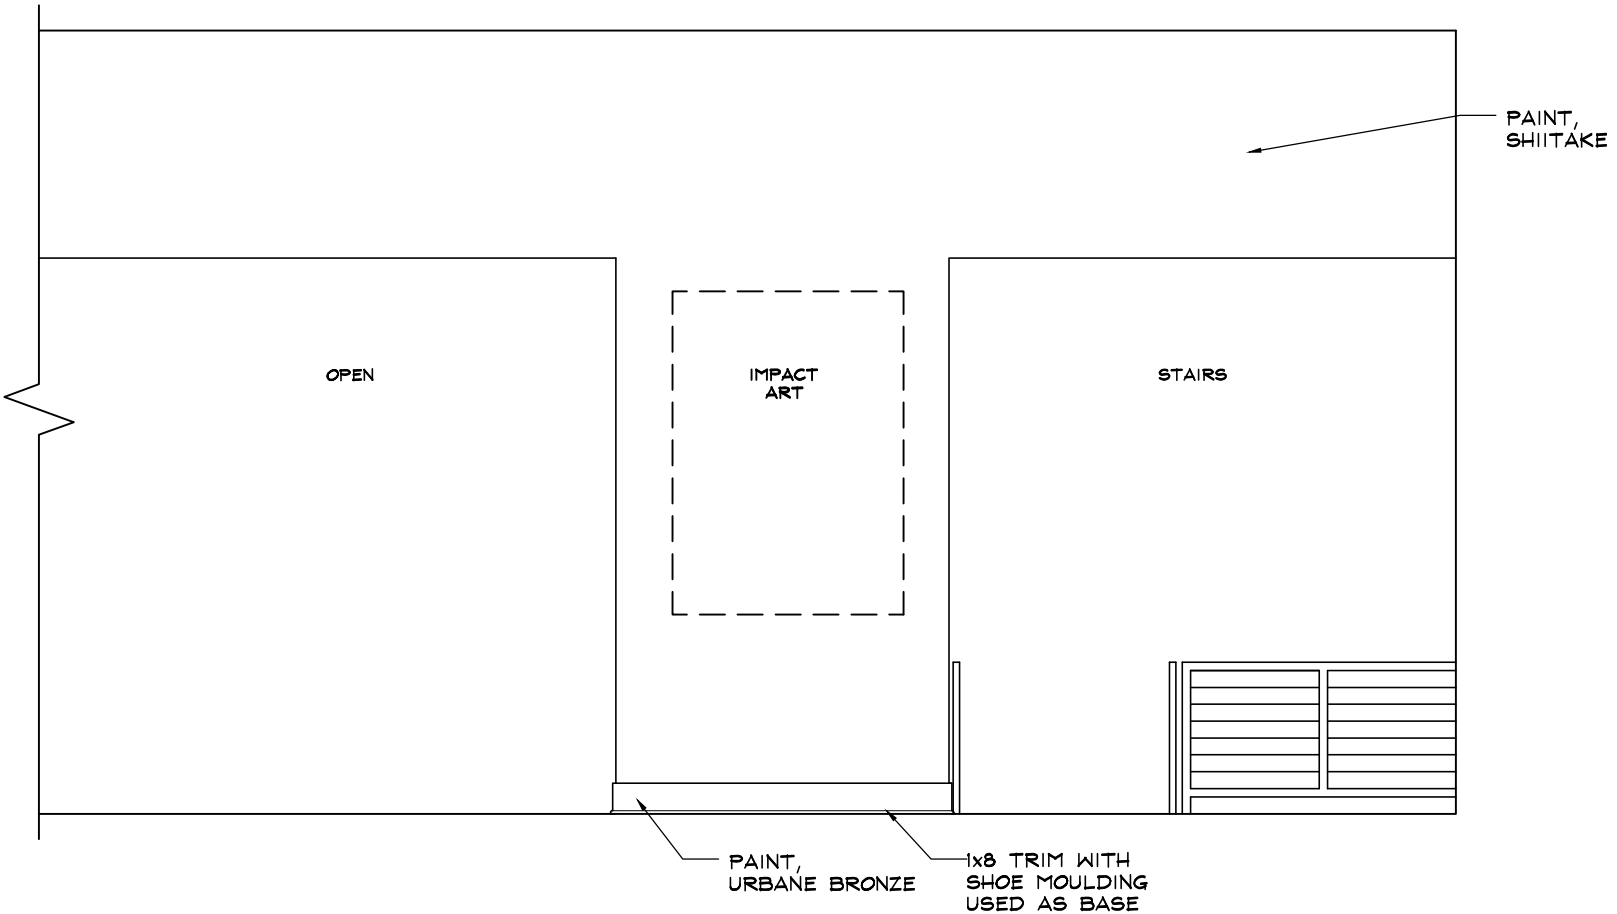 PAINT,
SHIITAKE
OPEN
IMPACT
ART
STAIRS
PAINT,
URBANE BRONZE
1x8 TRIM WITH
SHOE MOULDING
USED AS BASE